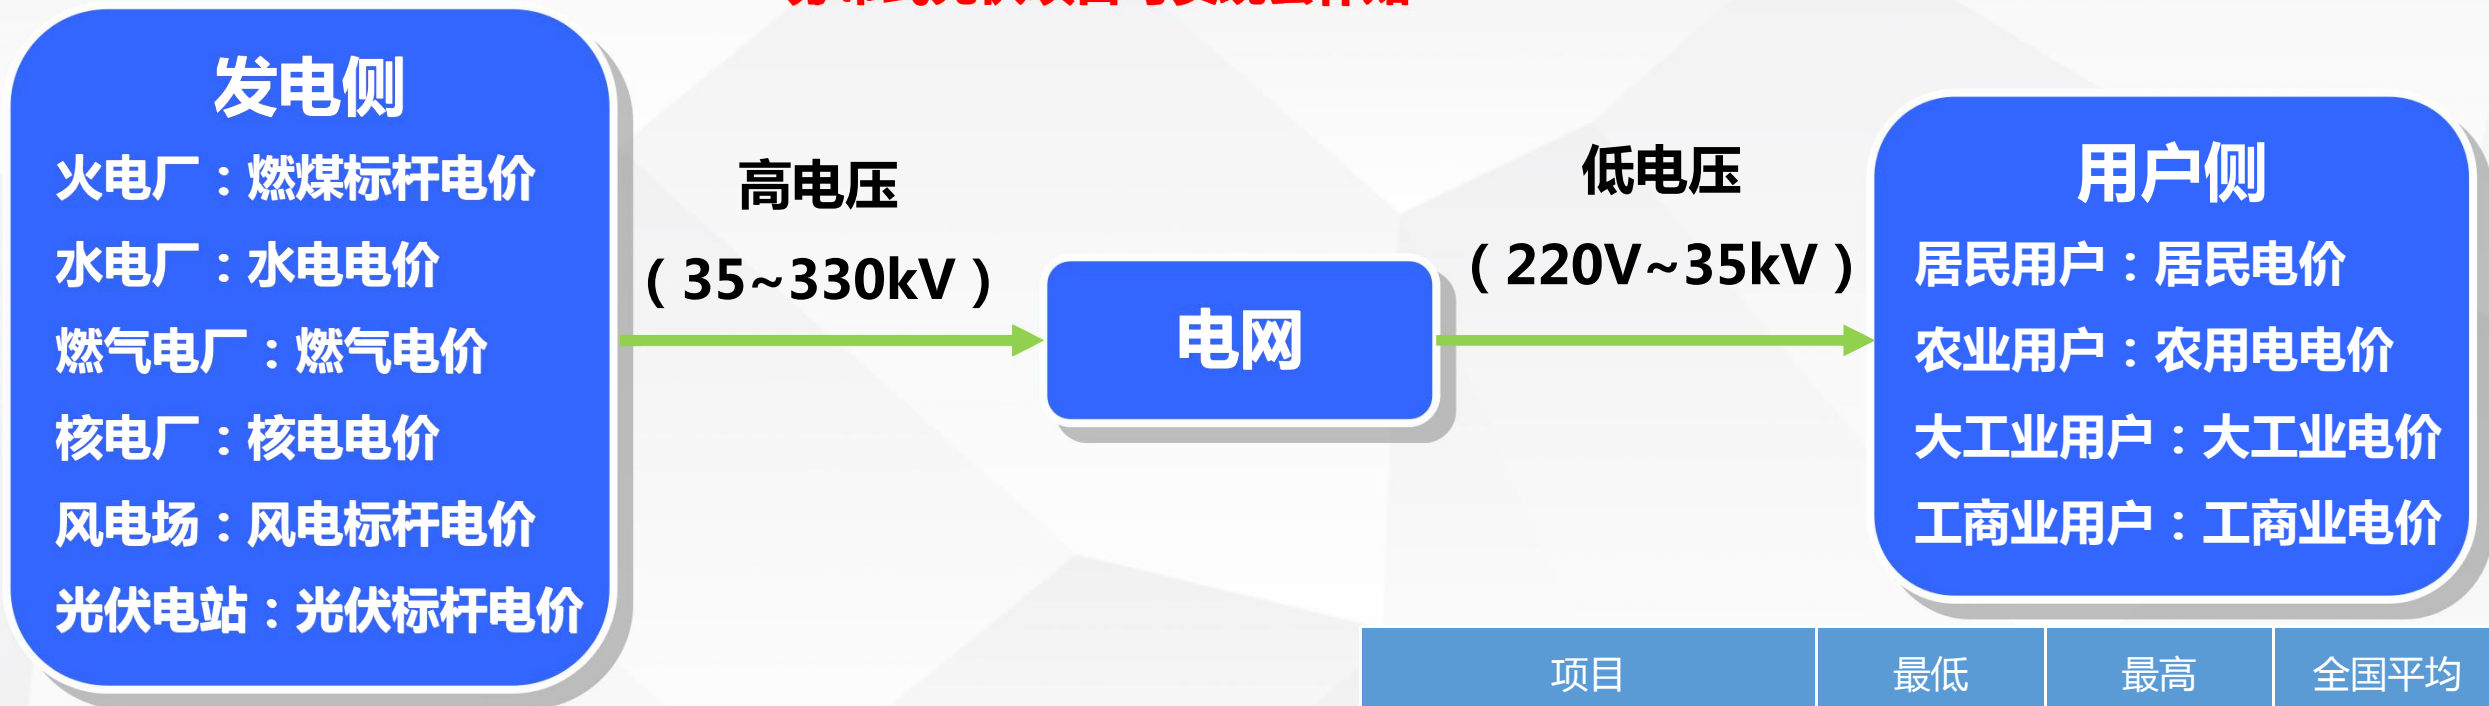 发电侧
火电厂：燃煤标杆电价
水电厂：水电电价
燃气电厂：燃气电价
核电厂：核电电价
风电场：风电标杆电价
光伏电站：光伏标杆电价
高电压
（35~330kV）
电网
低电压
（220V~35kV）
用户侧
居民用户：居民电价
农业用户：农用电电价
大工业用户：大工业电价
工商业用户：工商业电价
项目 最低 最高 全国平均